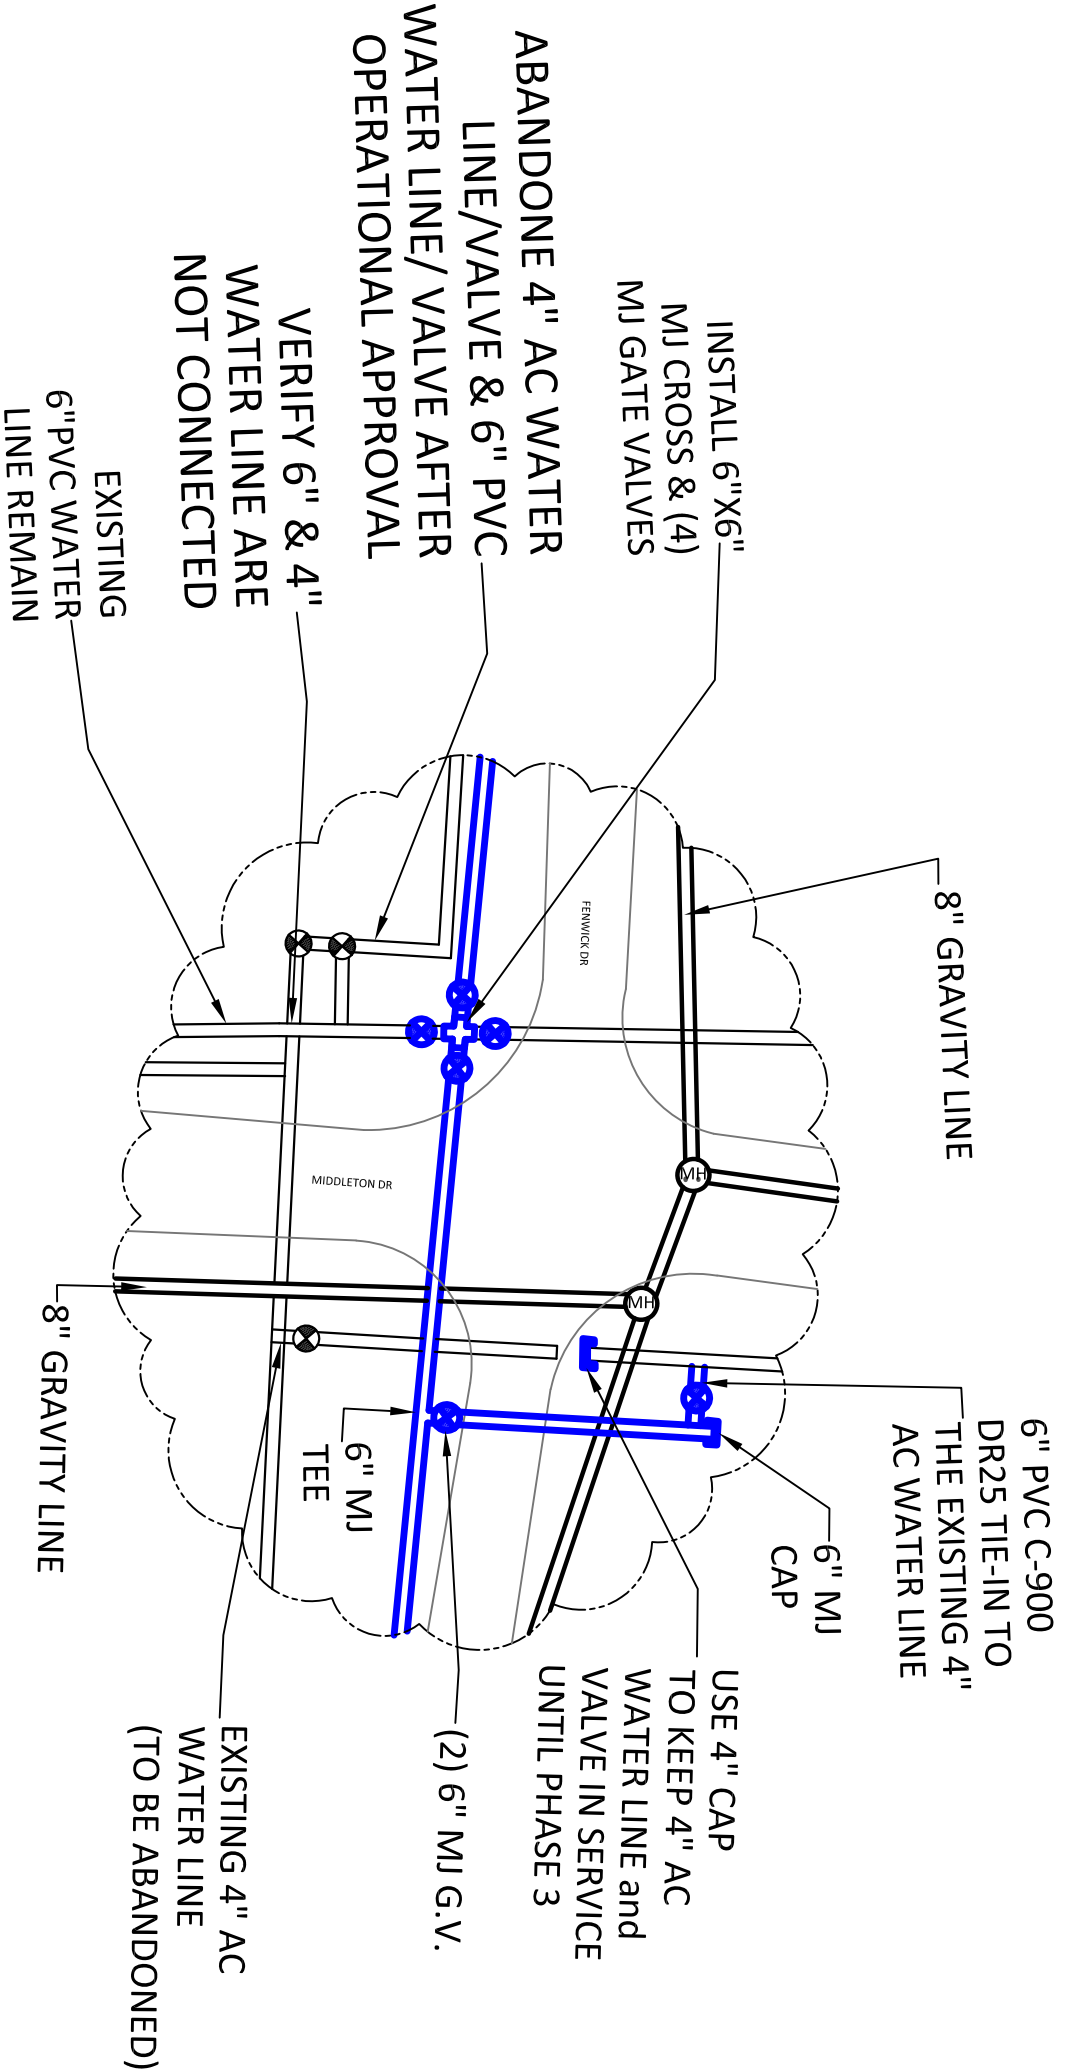 ABANDONE 4" AC WATER
LINE/VALVE & 6" PVC
WATER LINE/ VALVE AFTER
OPERATIONAL APPROVAL
INSTALL 6"X6"
MJ CROSS & (4)
MJ GATE VALVES
VERIFY 6" & 4"
WATER LINE ARE
NOT CONNECTED
EXISTING
6"PVC WATER
LINE REMAIN
8" GRAVITY LINE
FENWICK DR
MIDDLETON DR
MH
MH
8" GRAVITY LINE
6" MJ
TEE
6" PVC C-900
DR25 TIE-IN TO
THE EXISTING 4"
AC WATER LINE
6" MJ
CAP
USE 4" CAP
TO KEEP 4" AC
WATER LINE and
VALVE IN SERVICE
UNTIL PHASE 3
(2) 6" MJ G.V.
EXISTING 4" AC
WATER LINE
(TO BE ABANDONED)